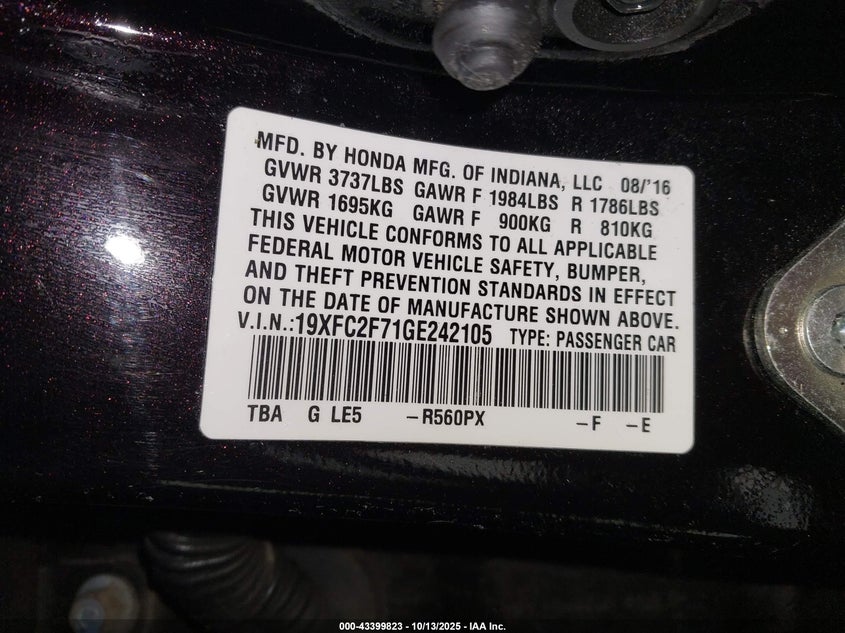 MFD. BY HONDA MFG. OF INDIANA, LLC 08/'16
GVWR 3737LBS GAWR F 1984LBS R 1786LBS
GVWR 1695KG GAWR F 900KG R 810KG
THIS VEHICLE CONFORMS TO ALL APPLICABLE
FEDERAL MOTOR VEHICLE SAFETY, BUMPER,
AND THEFT PREVENTION STANDARDS IN EFFECT
ON THE DATE OF MANUFACTURE SHOWN ABOVE.
V.I.N.:19XFC2F71GE242105 TYPE: PASSENGER CAR
TBA G LE5 –R560PX –F –E
000-43399823 - 10/13/2025 - IAA Inc.